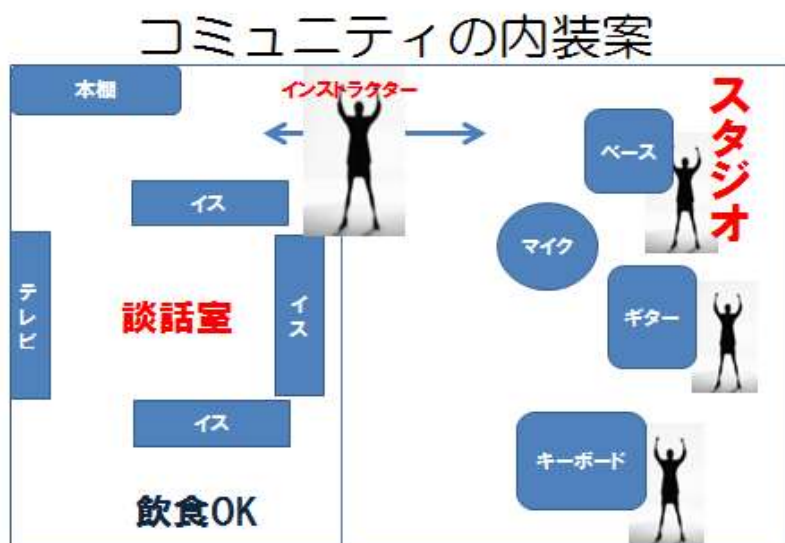 コミュニティの内装案
本棚
インストラクター
スタジオ
ベース
イス
マイク
テレビ
談話室
イス
ギター
イス
キーボード
飲食OK